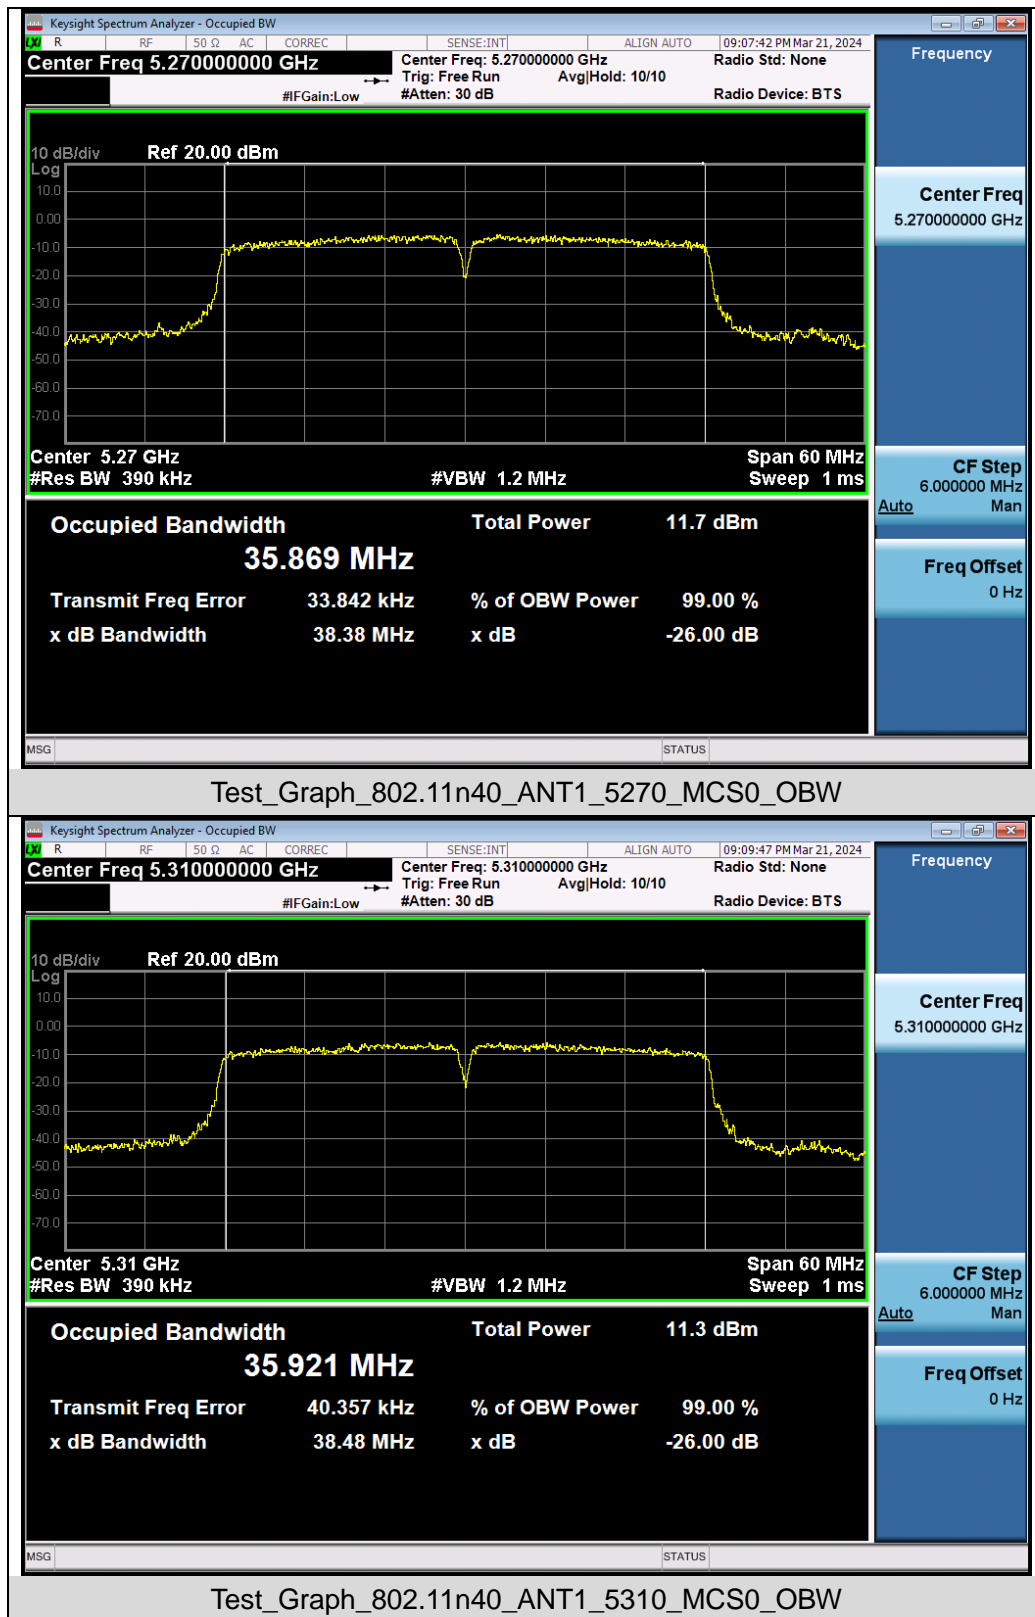 Keysight Spectrum Analyzer - Occupied BW
LXI R RF 50 Ω AC CORREC SENSE:INT ALIGN AUTO 09:07:42 PM Mar 21, 2024
Center Freq 5.270000000 GHz
Center Freq: 5.270000000 GHz Radio Std: None
Trig: Free Run Avg|Hold: 10/10
#IFGain:Low #Atten: 30 dB Radio Device: BTS
Frequency
10 dB/div Ref 20.00 dBm
Log
10.0
0.00
-10.0
-20.0
-30.0
-40.0
-50.0
-60.0
-70.0
Center 5.27 GHz Span 60 MHz
#Res BW 390 kHz #VBW 1.2 MHz Sweep 1 ms
Center Freq
5.270000000 GHz
CF Step
6.000000 MHz
Auto Man
Freq Offset
0 Hz
Occupied Bandwidth Total Power 11.7 dBm
35.869 MHz
Transmit Freq Error 33.842 kHz % of OBW Power 99.00 %
x dB Bandwidth 38.38 MHz x dB -26.00 dB
MSG STATUS
Test_Graph_802.11n40_ANT1_5270_MCS0_OBW
Keysight Spectrum Analyzer - Occupied BW
LXI R RF 50 Ω AC CORREC SENSE:INT ALIGN AUTO 09:09:47 PM Mar 21, 2024
Center Freq 5.310000000 GHz
Center Freq: 5.310000000 GHz Radio Std: None
Trig: Free Run Avg|Hold: 10/10
#IFGain:Low #Atten: 30 dB Radio Device: BTS
Frequency
10 dB/div Ref 20.00 dBm
Log
10.0
0.00
-10.0
-20.0
-30.0
-40.0
-50.0
-60.0
-70.0
Center 5.31 GHz Span 60 MHz
#Res BW 390 kHz #VBW 1.2 MHz Sweep 1 ms
Center Freq
5.310000000 GHz
CF Step
6.000000 MHz
Auto Man
Freq Offset
0 Hz
Occupied Bandwidth Total Power 11.3 dBm
35.921 MHz
Transmit Freq Error 40.357 kHz % of OBW Power 99.00 %
x dB Bandwidth 38.48 MHz x dB -26.00 dB
MSG STATUS
Test_Graph_802.11n40_ANT1_5310_MCS0_OBW